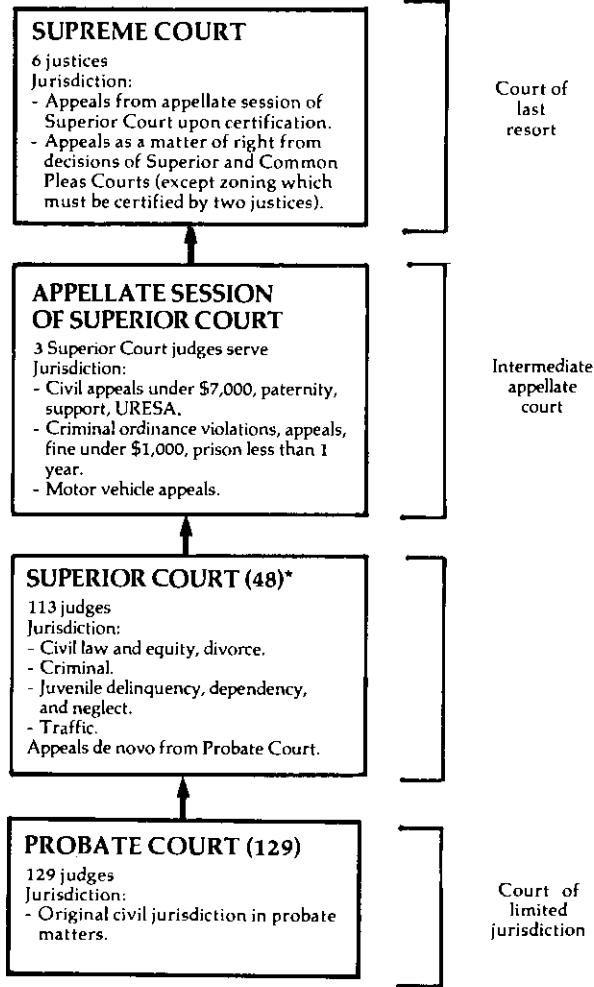 SUPREME COURT
6 justices
Jurisdiction:
- Appeals from appellate session of
Superior Court upon certification.
- Appeals as a matter of right from
decisions of Superior and Common
Pleas Courts (except zoning which
must be certified by two justices).
Court of
last
resort
APPELLATE SESSION
OF SUPERIOR COURT
3 Superior Court judges serve
Jurisdiction:
- Civil appeals under $7,000, paternity,
support, URESA.
- Criminal ordinance violations, appeals,
fine under $1,000, prison less than 1
year.
- Motor vehicle appeals.
Intermediate
appellate
court
SUPERIOR COURT (48)*
113 judges
Jurisdiction:
- Civil law and equity, divorce.
- Criminal.
- Juvenile delinquency, dependency,
and neglect.
- Traffic.
Appeals de novo from Probate Court.
PROBATE COURT (129)
129 judges
Jurisdiction:
- Original civil jurisdiction in probate
matters.
Court of
limited
jurisdiction